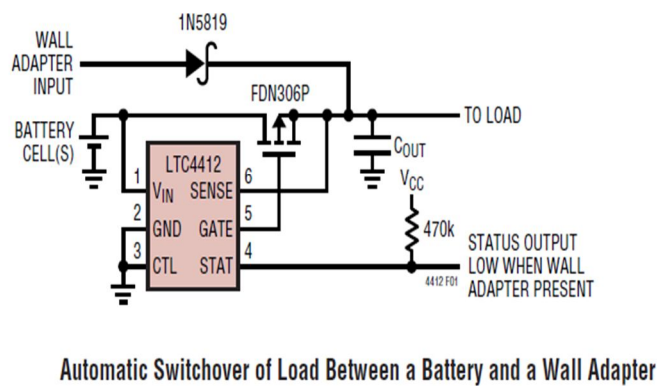 1N5819
WALL
ADAPTER
INPUT
FDN306P
BATTERY
CELL(S)
TO LOAD
COUT
VCC
LTC4412
1
VIN
SENSE
6
2
GND
GATE
5
3
CTL
STAT
4
470k
STATUS OUTPUT
LOW WHEN WALL
ADAPTER PRESENT
4412 F01
Automatic Switchover of Load Between a Battery and a Wall Adapter